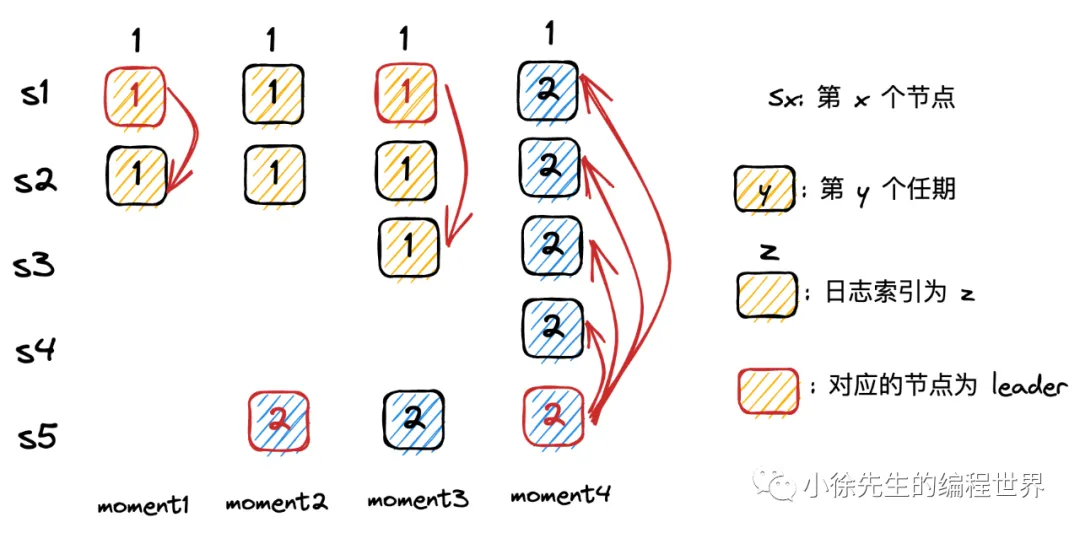 1 1 1 1
s1 1 1 1 2
s2 1 1 1 2
s3 1 2
s4 2
s5 2 2 2
moment1 moment2 moment3 moment4
Sx: 第 x 个节点
y : 第 y 个任期
z
: 日志索引为 z
: 对应的节点为 leader
小徐先生的编程世界